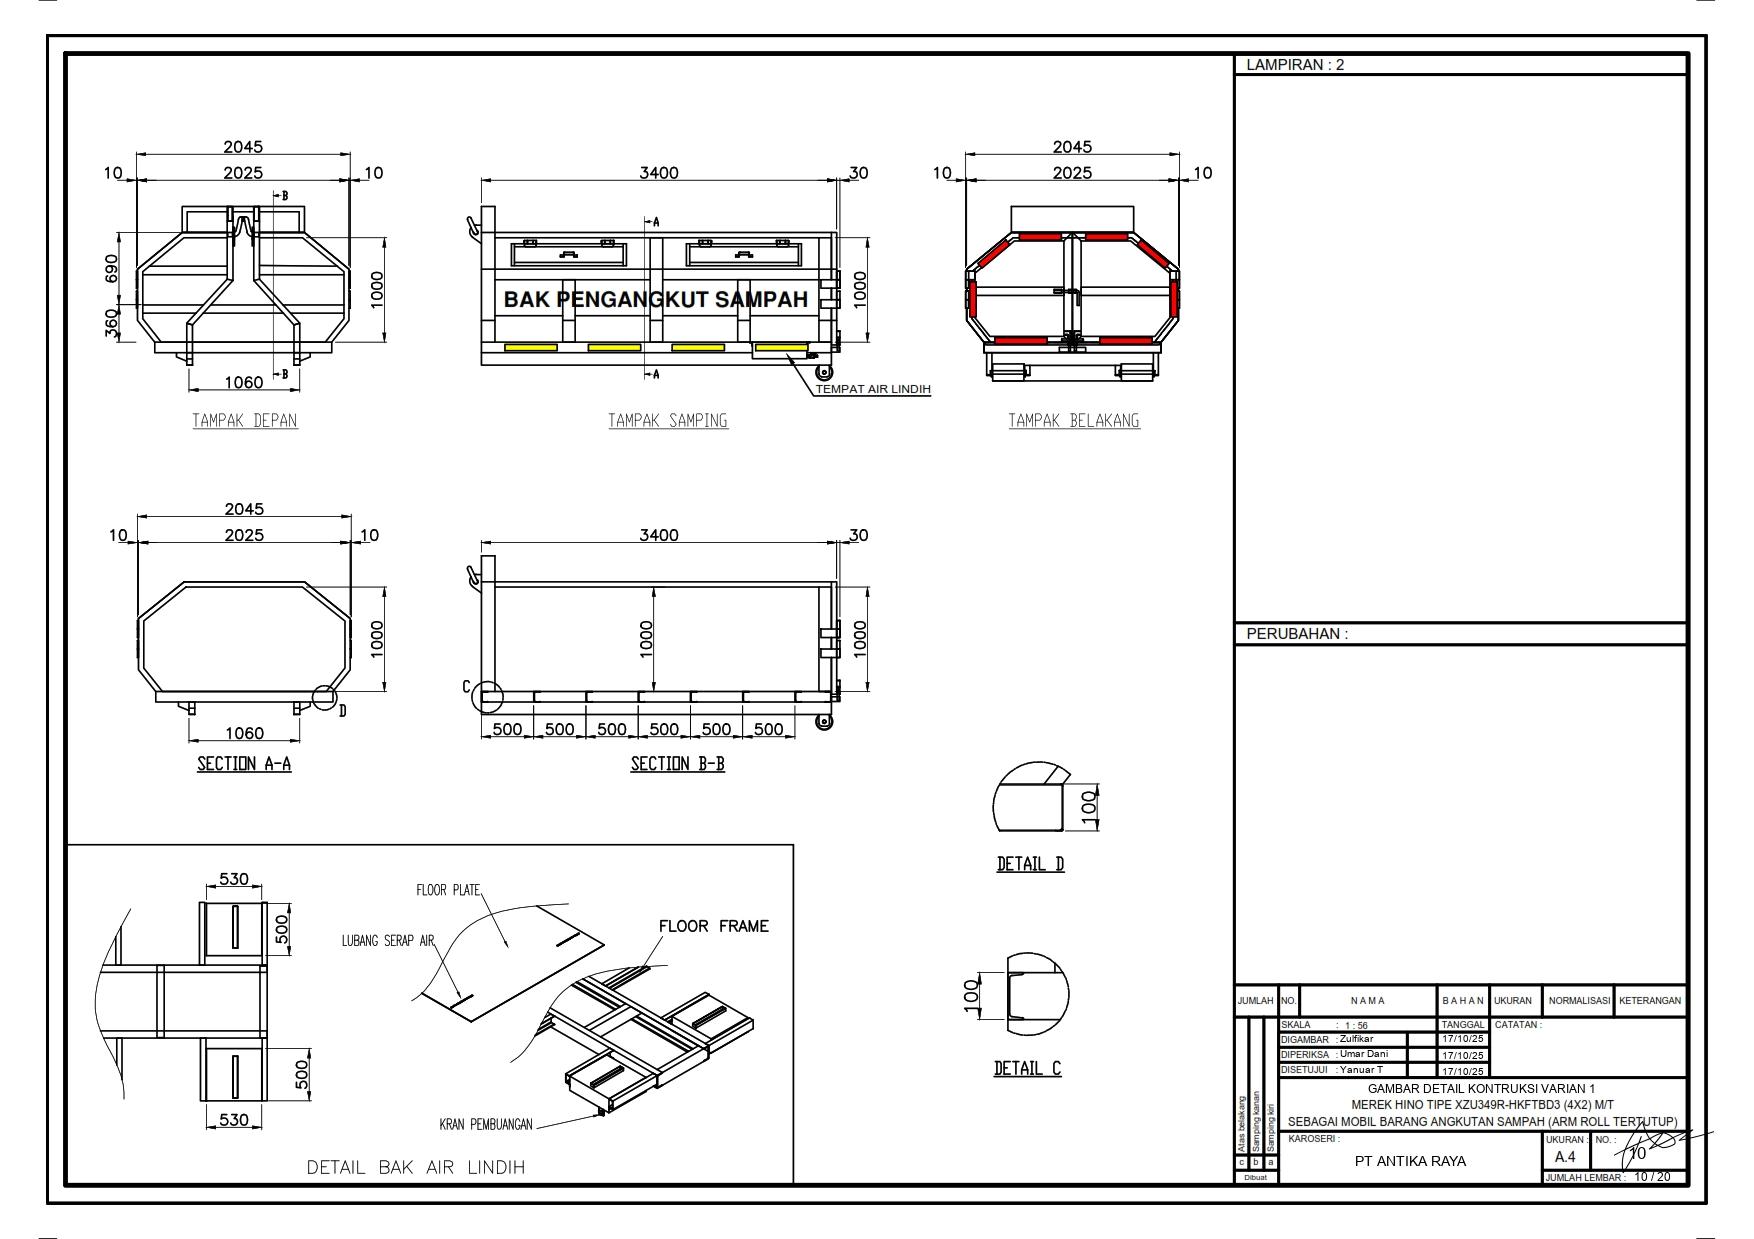 LAMPIRAN : 2
2045
10 2025 10
B
690
360
1000
B
1060
TAMPAK DEPAN
3400 30
A
1000
BAK PENGANGKUT SAMPAH
A
TEMPAT AIR LINDIH
TAMPAK SAMPING
2045
10 2025 10
TAMPAK BELAKANG
2045
10 2025 10
1000
D
1060
SECTION A-A
3400 30
1000
1000
C
500 500 500 500 500 500
SECTION B-B
100
DETAIL D
100
DETAIL C
530
500
500
530
FLOOR PLATE
LUBANG SERAP AIR
FLOOR FRAME
KRAN PEMBUANGAN
DETAIL BAK AIR LINDIH
PERUBAHAN :
JUMLAH NO. N A M A B A H A N UKURAN NORMALISASI KETERANGAN
SKALA : 1 : 56 TANGGAL CATATAN :
DIGAMBAR : Zulfikar 17/10/25
DIPERIKSA : Umar Dani 17/10/25
DISETUJUI : Yanuar T 17/10/25
Atas belakang
Samping kanan
Samping kiri
c b a
Dibuat
GAMBAR DETAIL KONTRUKSI VARIAN 1
MEREK HINO TIPE XZU349R-HKFTBD3 (4X2) M/T
SEBAGAI MOBIL BARANG ANGKUTAN SAMPAH (ARM ROLL TERTUTUP)
KAROSERI :
PT ANTIKA RAYA
UKURAN : NO. :
A.4 10
JUMLAH LEMBAR : 10 / 20